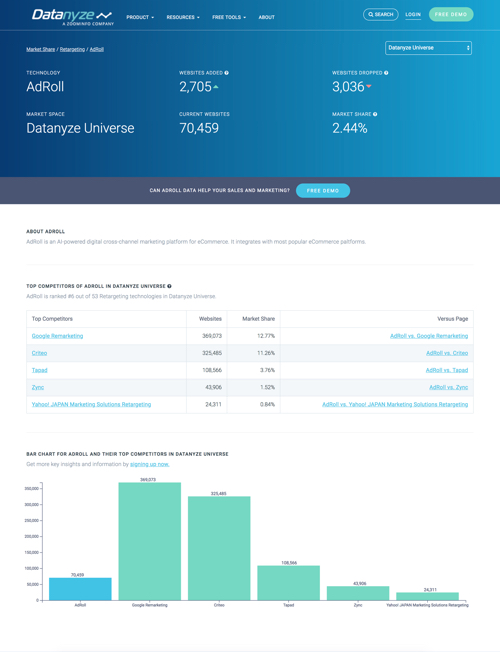 Datanyze
A ZOOMINFO COMPANY
PRODUCT
RESOURCES
FREE TOOLS
ABOUT
SEARCH
LOGIN
FREE DEMO
Market Share / Retargeting / AdRoll
Datanyze Universe
TECHNOLOGY
AdRoll
WEBSITES ADDED
2,705
WEBSITES DROPPED
3,036
MARKET SPACE
Datanyze Universe
CURRENT WEBSITES
70,459
MARKET SHARE
2.44%
CAN ADROLL DATA HELP YOUR SALES AND MARKETING?
FREE DEMO
ABOUT ADROLL
AdRoll is an AI-powered digital cross-channel marketing platform for eCommerce. It integrates with most popular eCommerce paltforms.
TOP COMPETITORS OF ADROLL IN DATANYZE UNIVERSE
AdRoll is ranked #6 out of 53 Retargeting technologies in Datanyze Universe.
Top Competitors Websites Market Share Versus Page
Google Remarketing 369,073 12.77% AdRoll vs. Google Remarketing
Criteo 325,485 11.26% AdRoll vs. Criteo
Tapad 108,566 3.76% AdRoll vs. Tapad
Zync 43,906 1.52% AdRoll vs. Zync
Yahoo! JAPAN Marketing Solutions Retargeting 24,311 0.84% AdRoll vs. Yahoo! JAPAN Marketing Solutions Retargeting
BAR CHART FOR ADROLL AND THEIR TOP COMPETITORS IN DATANYZE UNIVERSE
Get more key insights and information by signing us now.
350,000
300,000
250,000
200,000
150,000
100,000
50,000
0
70,459
369,073
325,485
108,566
43,906
24,311
AdRoll
Google Remarketing
Criteo
Tapad
Zync
Yahoo! JAPAN Marketing Solutions Retargeting